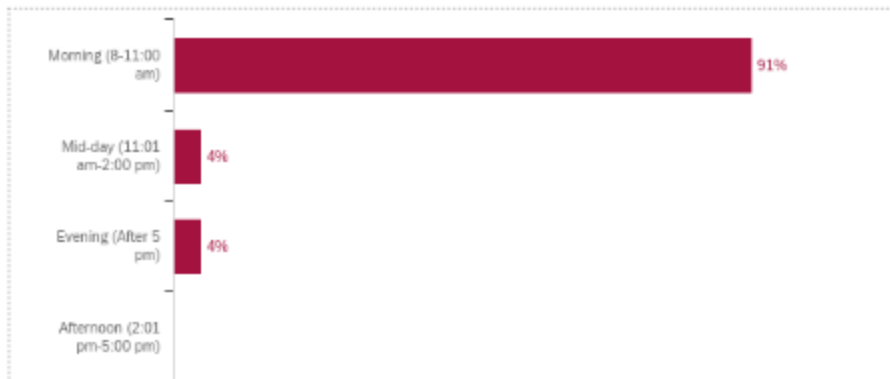 Morning (8-11:00
am)
91%
Mid-day (11:01
am-2:00 pm)
4%
Evening (After 5
pm)
4%
Afternoon (2:01
pm-5:00 pm)